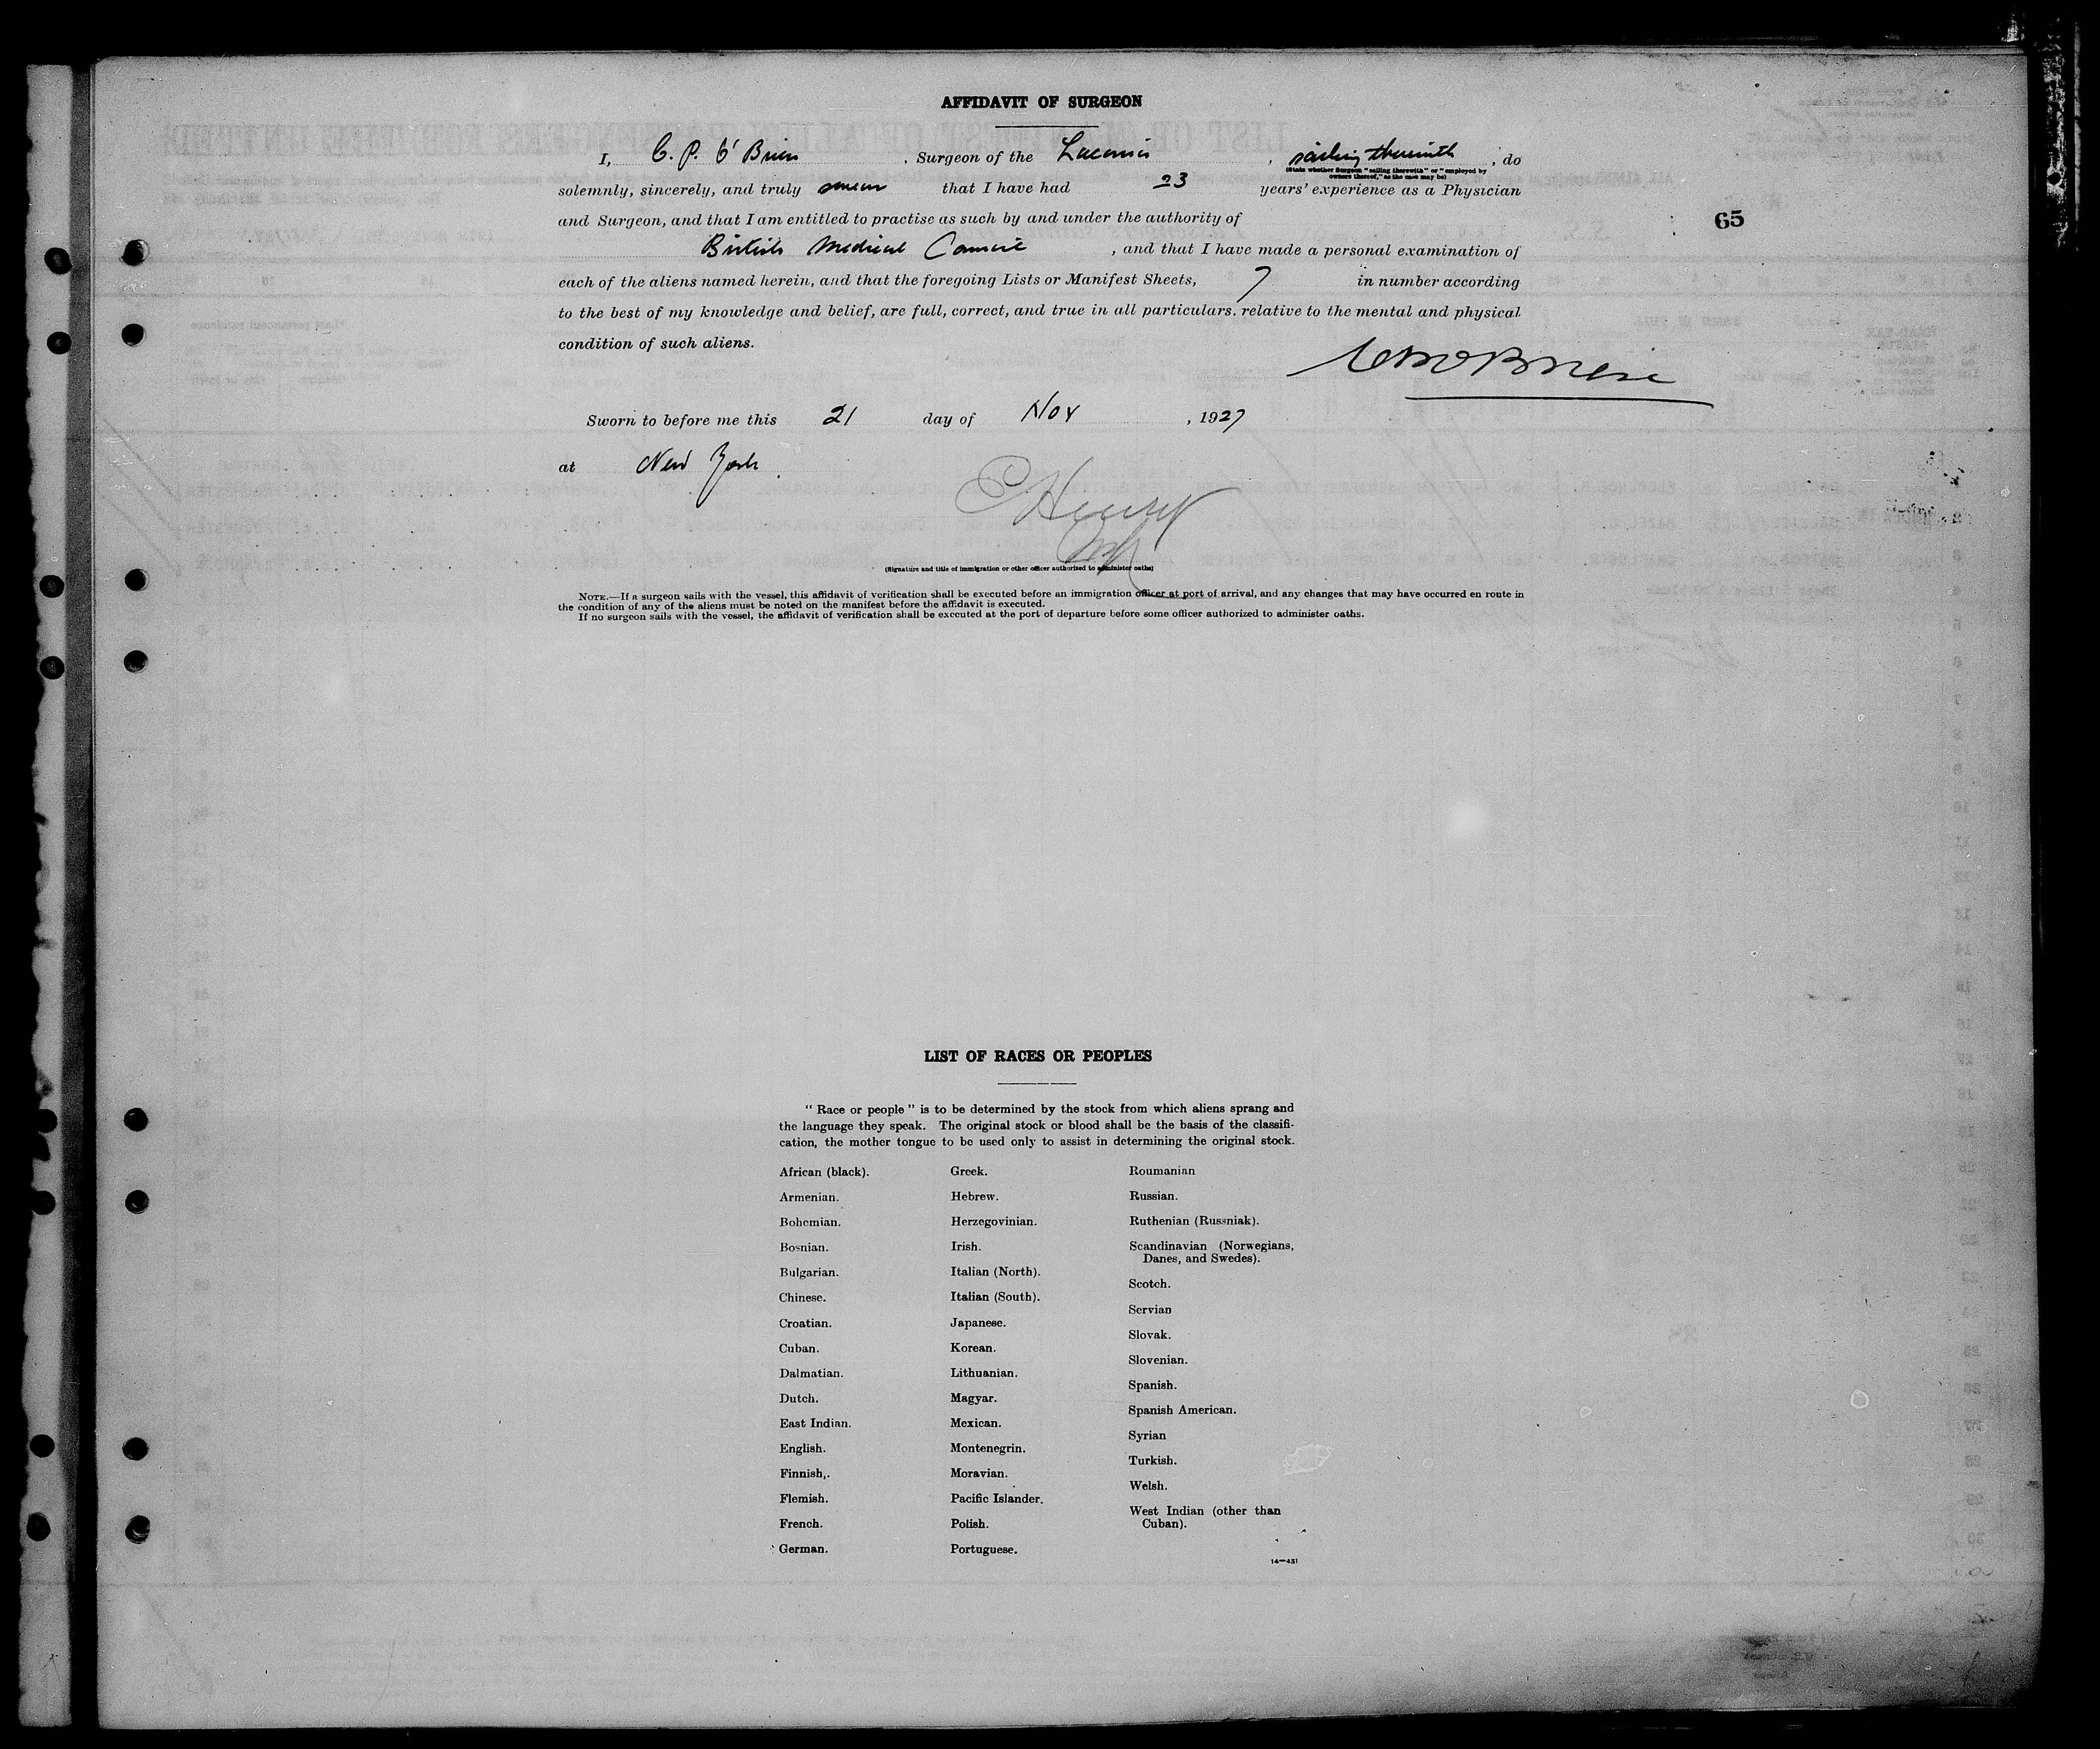 AFFIDAVIT OF SURGEON
I, C. P. O'Brien, Surgeon of the Laconia, sailing therewith, do
(State whether Surgeon "sailing therewith" or "employed by
owners thereof," as the case may be)
solemnly, sincerely, and truly swear that I have had 23 years' experience as a Physician
and Surgeon, and that I am entitled to practise as such by and under the authority of
65
British Medical Council, and that I have made a personal examination of
each of the aliens named herein, and that the foregoing Lists or Manifest Sheets, 7 in number according
to the best of my knowledge and belief, are full, correct, and true in all particulars. relative to the mental and physical
condition of such aliens.
Sworn to before me this 21 day of Nov, 1927
at New York
C Henry
(Signature and title of immigration or other officer authorized to administer oaths)
NOTE.—If a surgeon sails with the vessel, this affidavit of verification shall be executed before an immigration officer at port of arrival, and any changes that may have occurred en route in
the condition of any of the aliens must be noted on the manifest before the affidavit is executed.
If no surgeon sails with the vessel, the affidavit of verification shall be executed at the port of departure before some officer authorized to administer oaths.
LIST OF RACES OR PEOPLES
"Race or people" is to be determined by the stock from which aliens sprang and
the language they speak. The original stock or blood shall be the basis of the classifi-
cation, the mother tongue to be used only to assist in determining the original stock.
African (black).
Armenian.
Bohemian.
Bosnian.
Bulgarian.
Chinese.
Croatian.
Cuban.
Dalmatian.
Dutch.
East Indian.
English.
Finnish,.
Flemish.
French.
German.
Greek.
Hebrew.
Herzegovinian.
Irish.
Italian (North).
Italian (South).
Japanese.
Korean.
Lithuanian.
Magyar.
Mexican.
Montenegrin.
Moravian.
Pacific Islander.
Polish.
Portuguese.
Roumanian
Russian.
Ruthenian (Russniak).
Scandinavian (Norwegians,
Danes, and Swedes).
Scotch.
Servian
Slovak.
Slovenian.
Spanish.
Spanish American.
Syrian
Turkish.
Welsh.
West Indian (other than
Cuban).
14—431